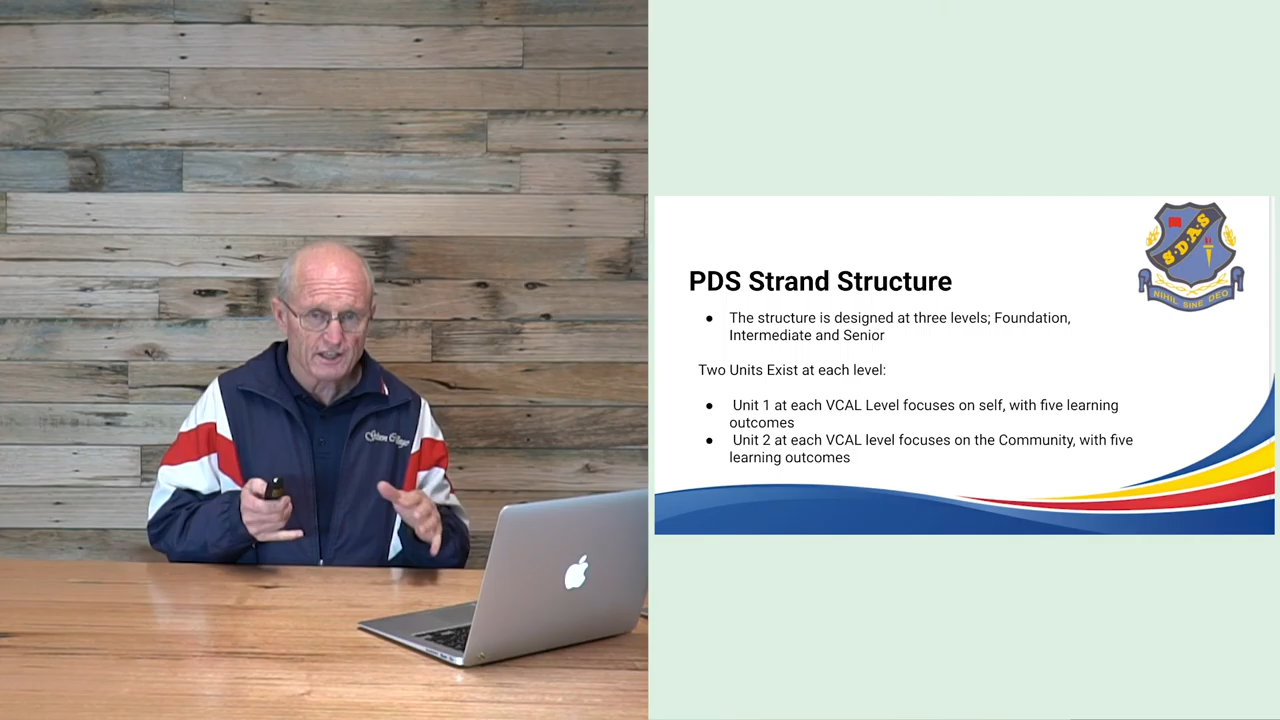 S·D·A·S
NIHIL SINE DEO
PDS Strand Structure
● The structure is designed at three levels; Foundation,
Intermediate and Senior
Two Units Exist at each level:
● Unit 1 at each VCAL Level focuses on self, with five learning
outcomes
● Unit 2 at each VCAL level focuses on the Community, with five
learning outcomes